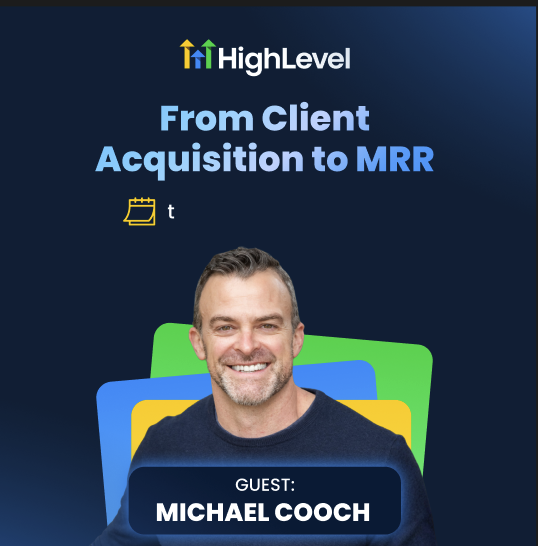 HighLevel
From Client
Acquisition to MRR
t
GUEST:
MICHAEL COOCH